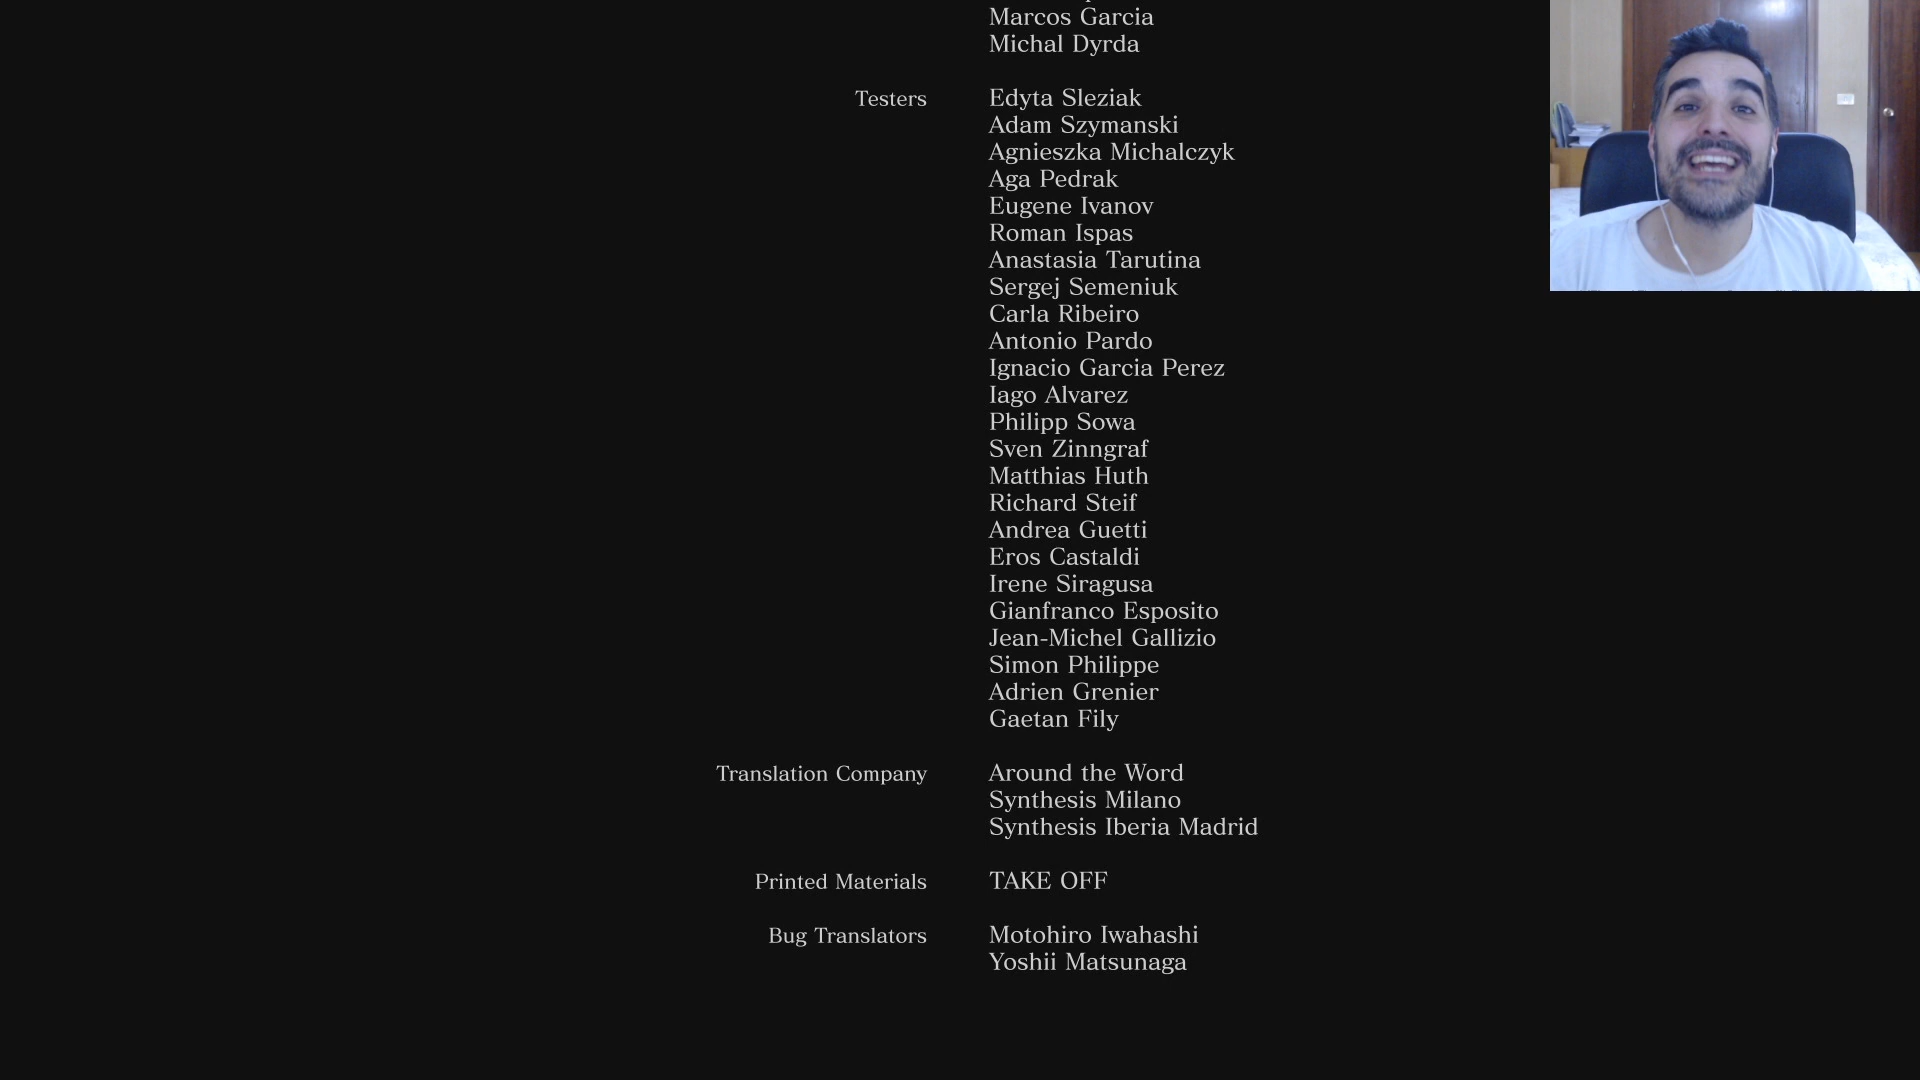 Marcos Garcia
Michal Dyrda
Testers Edyta Sleziak
Adam Szymanski
Agnieszka Michalczyk
Aga Pedrak
Eugene Ivanov
Roman Ispas
Anastasia Tarutina
Sergej Semeniuk
Carla Ribeiro
Antonio Pardo
Ignacio Garcia Perez
Iago Alvarez
Philipp Sowa
Sven Zinngraf
Matthias Huth
Richard Steif
Andrea Guetti
Eros Castaldi
Irene Siragusa
Gianfranco Esposito
Jean-Michel Gallizio
Simon Philippe
Adrien Grenier
Gaetan Fily
Translation Company Around the Word
Synthesis Milano
Synthesis Iberia Madrid
Printed Materials TAKE OFF
Bug Translators Motohiro Iwahashi
Yoshii Matsunaga